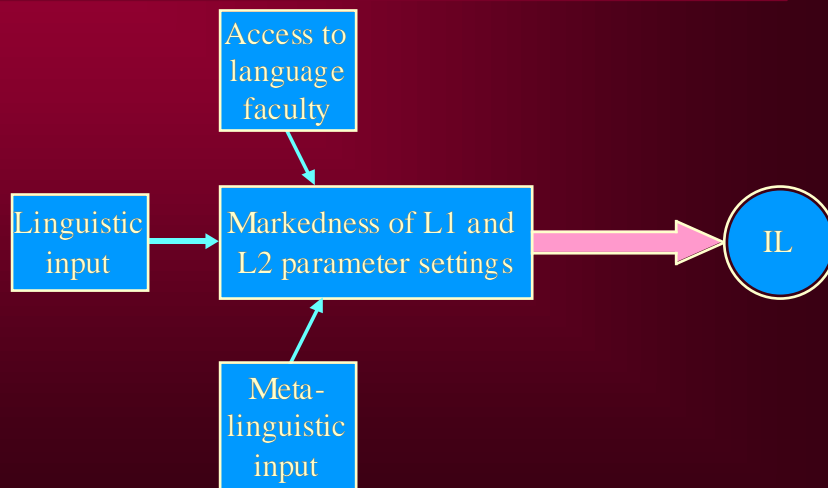 Access to
language
faculty
Linguistic
input
Markedness of L1 and
L2 parameter settings
IL
Meta-
linguistic
input